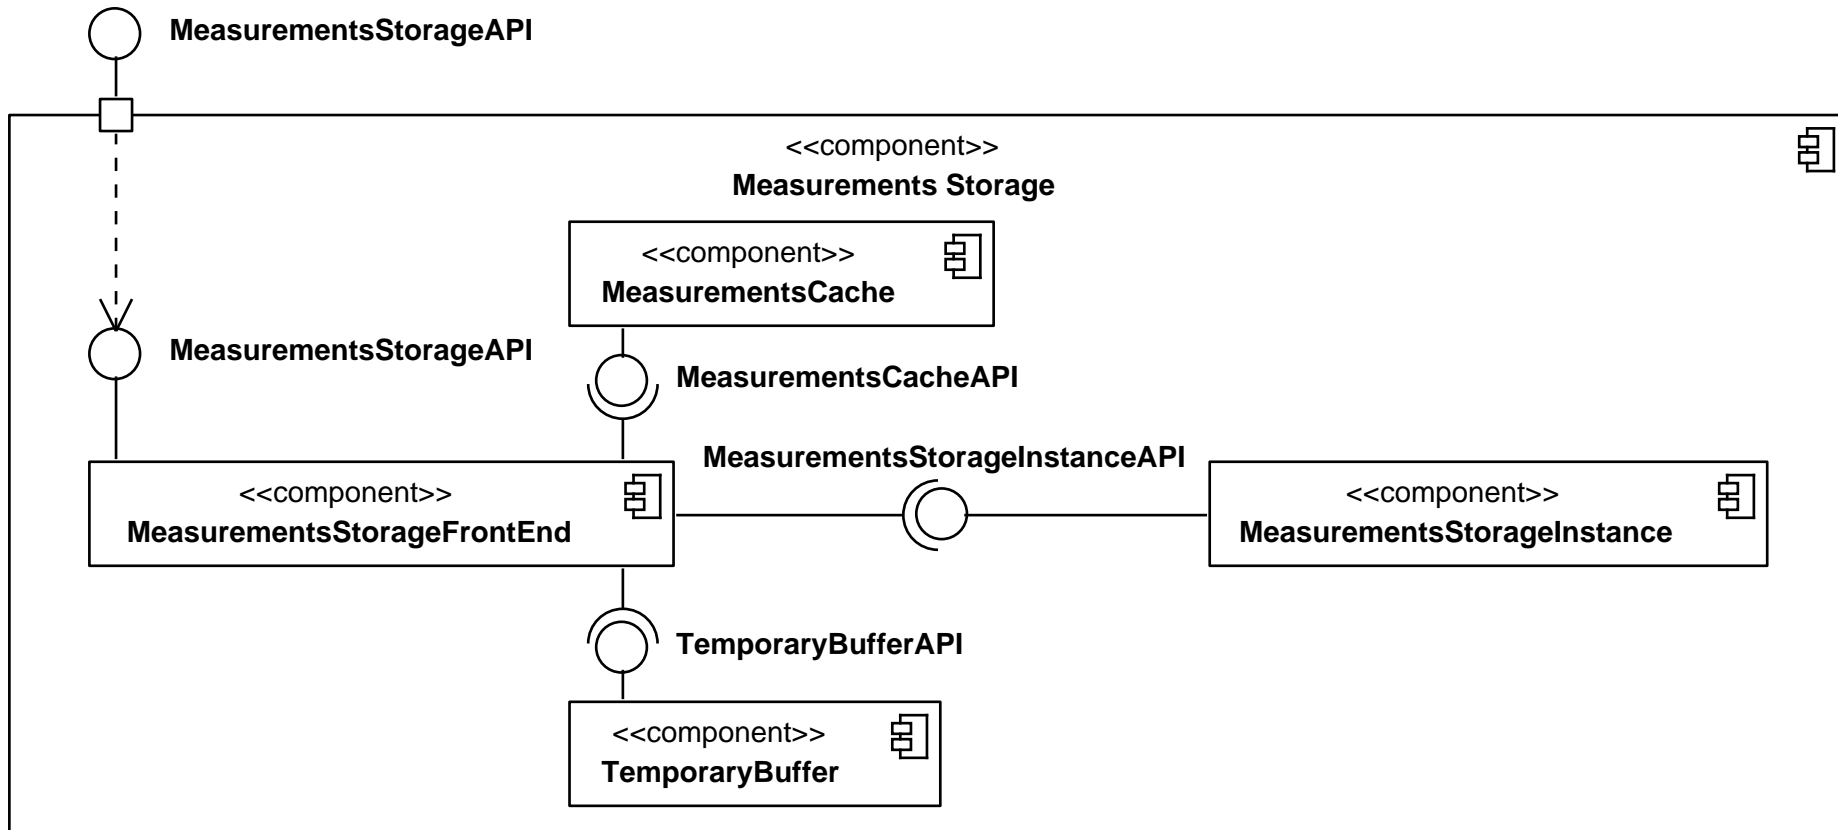 MeasurementsStorageAPI
<<component>>
Measurements Storage
<<component>>
MeasurementsCache
MeasurementsStorageAPI
MeasurementsCacheAPI
MeasurementsStorageInstanceAPI
<<component>>
MeasurementsStorageFrontEnd
<<component>>
MeasurementsStorageInstance
TemporaryBufferAPI
<<component>>
TemporaryBuffer